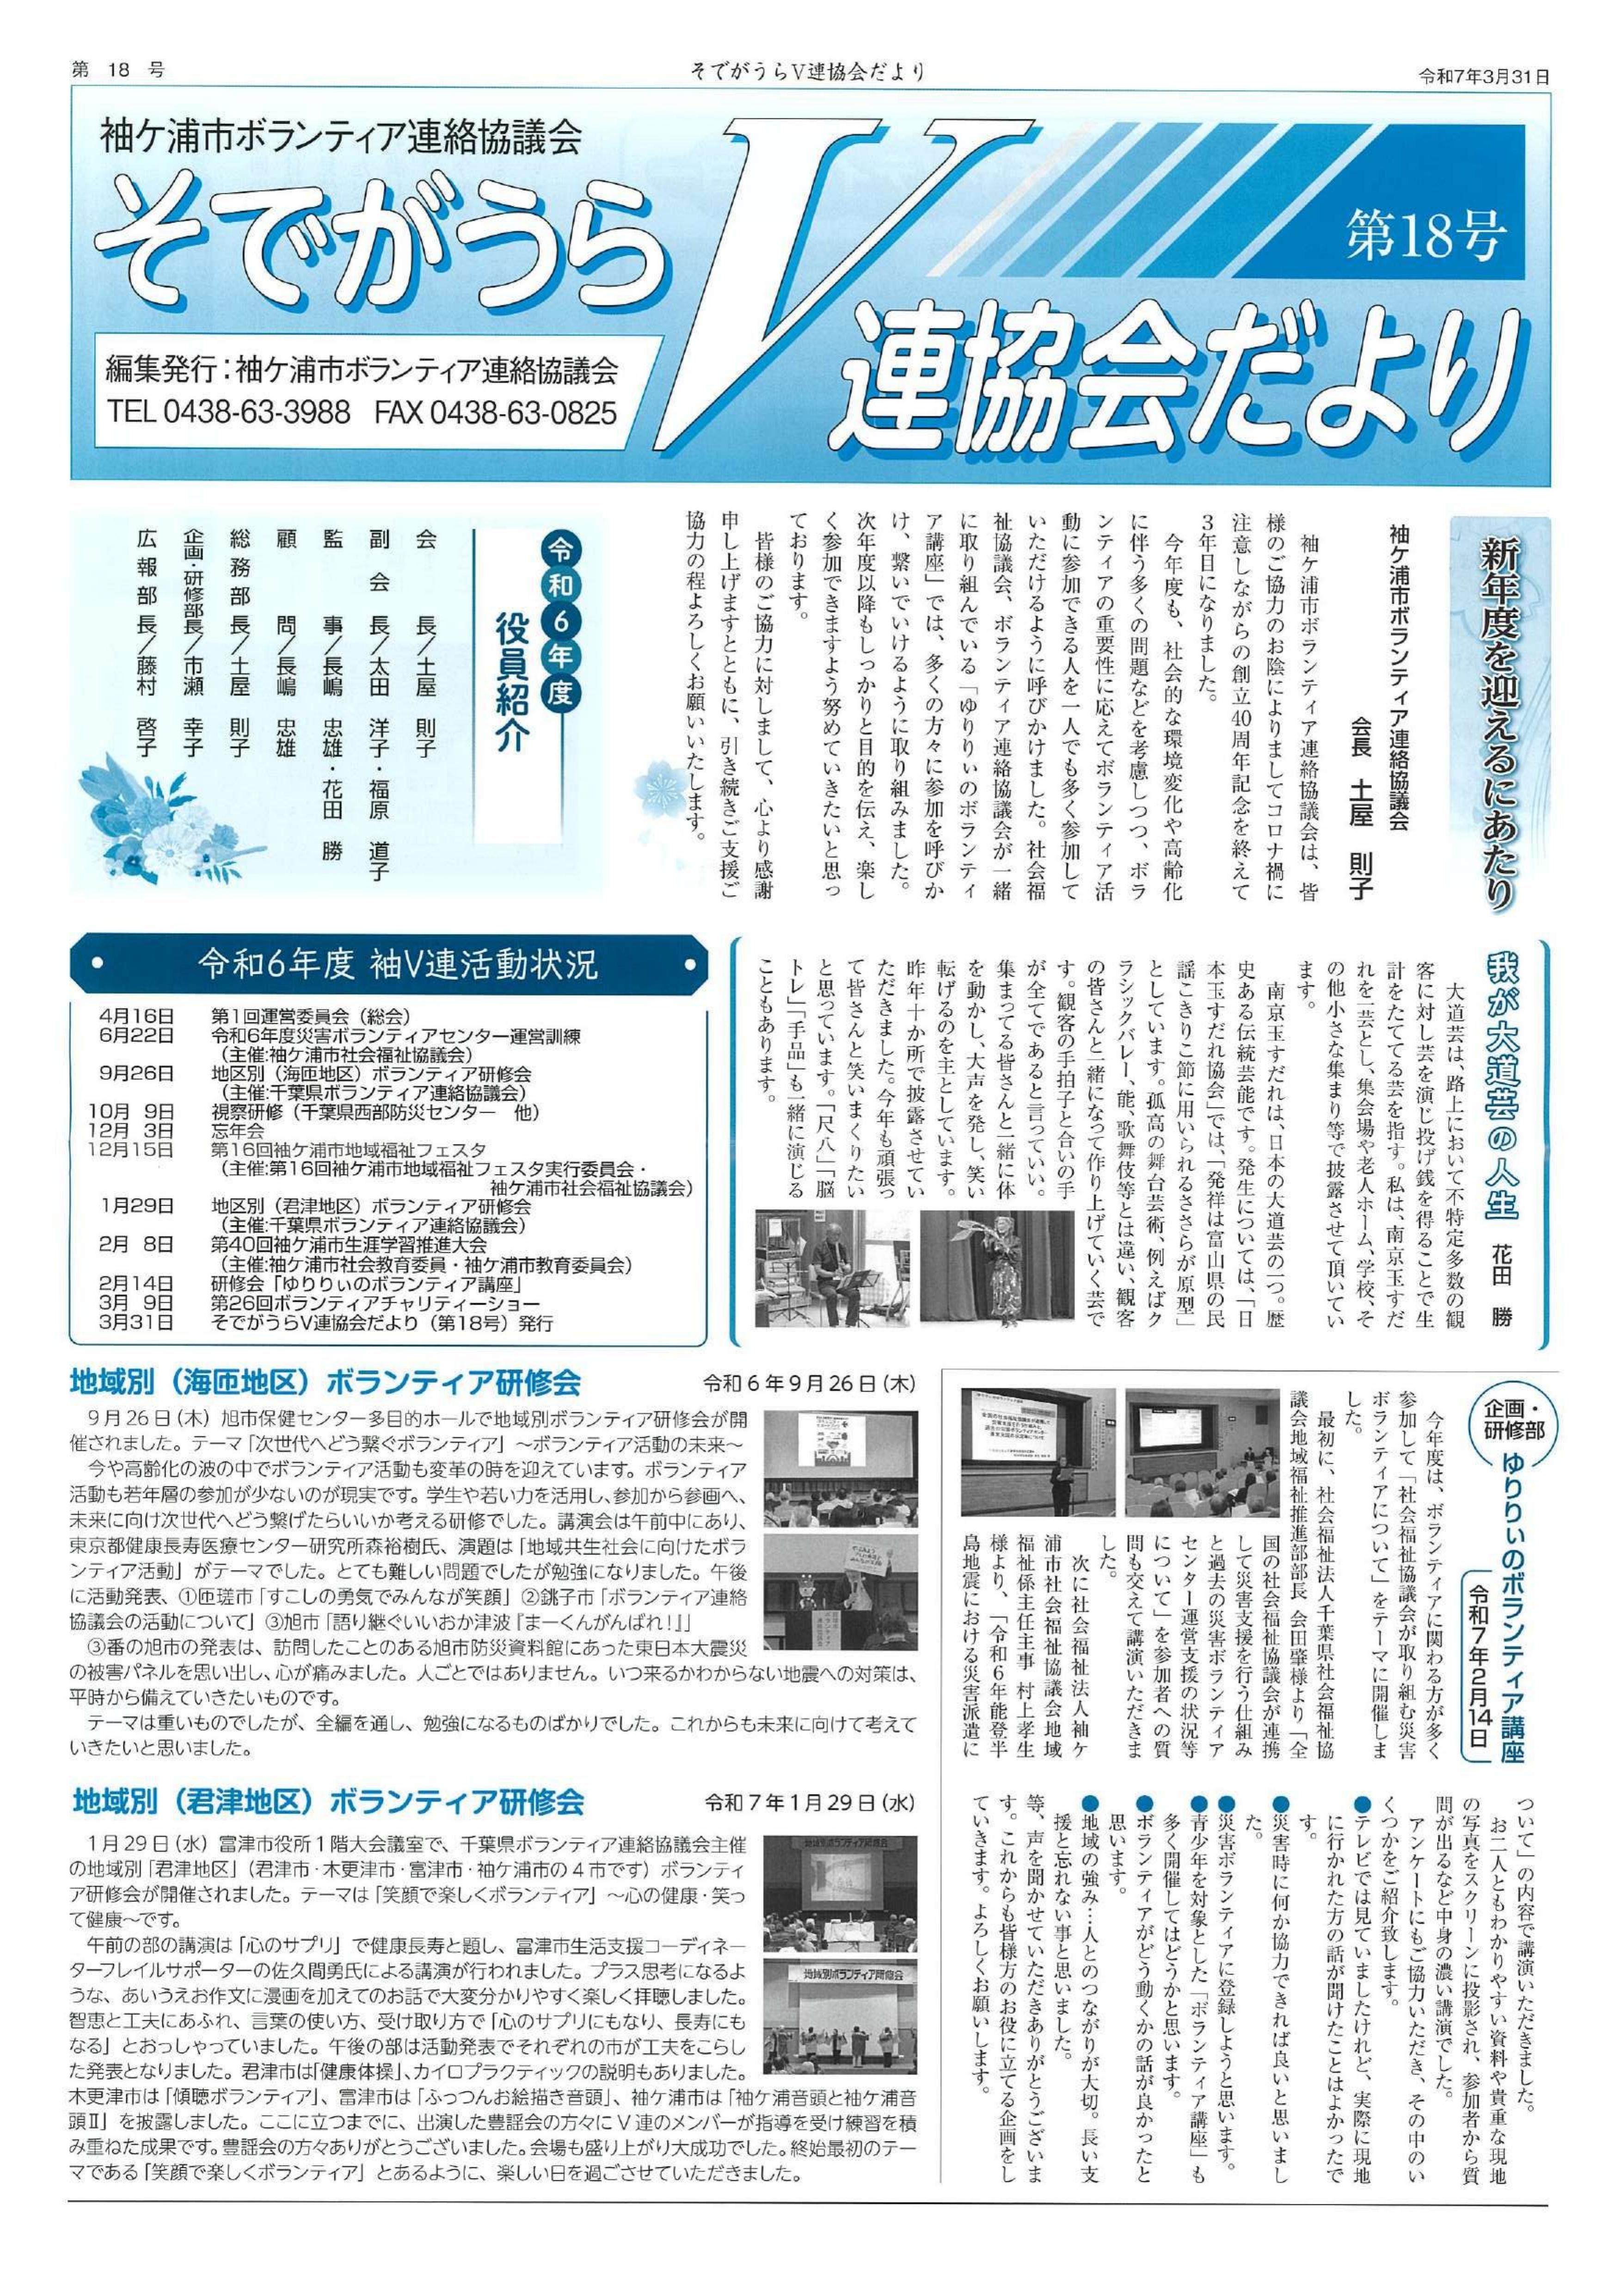 第 18 号
そでがうらV連協会だより
令和7年3月31日
袖ケ浦市ボランティア連絡協議会
そでがうら
V
連協会だより
第18号
編集発行:袖ケ浦市ボランティア連絡協議会
TEL 0438-63-3988 FAX 0438-63-0825
新年度を迎えるにあたり
袖ケ浦市ボランティア連絡協議会
会長 土屋 則子
袖ケ浦市ボランティア連絡協議会は、皆
様のご協力のお陰によりましてコロナ禍に
注意しながらの創立40周年記念を終えて
3年目になりました。
今年度も、社会的な環境変化や高齢化
に伴う多くの問題などを考慮しつつ、ボラ
ンティアの重要性に応えてボランティア活
動に参加できる人を一人でも多く参加して
いただけるように呼びかけました。社会福
祉協議会、ボランティア連絡協議会が一緒
に取り組んでいる「ゆりりぃのボランティ
ア講座」では、多くの方々に参加を呼びか
け、繋いでいけるように取り組みました。
次年度以降もしっかりと目的を伝え、楽し
く参加できますよう努めていきたいと思っ
ております。
皆様のご協力に対しまして、心より感謝
申し上げますとともに、引き続きご支援ご
協力の程よろしくお願いいたします。
令和6年度
役員紹介
会長/土屋 則子
副会長/太田 洋子・福原 道子
監事/長嶋 忠雄・花田 勝
顧問/長嶋 忠雄
総務部長/土屋 則子
企画・研修部長/市瀬 幸子
広報部長/藤村 啓子
我が大道芸の人生 花田 勝
大道芸は、路上において不特定多数の観
客に対し芸を演じ投げ銭を得ることで生
計をたてる芸を指す。私は、南京玉すだ
れを一芸とし、集会場や老人ホーム、学校、そ
の他小さな集まり等で披露させて頂いてい
ます。
南京玉すだれは、日本の大道芸の一つ。歴
史ある伝統芸能です。発生については、「日
本玉すだれ協会」では、「発祥は富山県の民
謡こきりこ節に用いられるささらが原型」
としています。孤高の舞台芸術、例えばク
ラシックバレー、能、歌舞伎等とは違い、観客
の皆さんと一緒になって作り上げていく芸で
す。観客の手拍子と合いの手
が全てであると言っていい。
集まってる皆さんと一緒に体
を動かし、大声を発し、笑い
転げるのを主としています。
昨年十か所で披露させてい
ただきました。今年も頑張っ
て皆さんと笑いまくりたい
と思っています。「尺八」「脳
トレ」「手品」も一緒に演じる
こともあります。
令和6年度 袖V連活動状況
4月16日 第1回運営委員会(総会)
6月22日 令和6年度災害ボランティアセンター運営訓練
(主催:袖ケ浦市社会福祉協議会)
9月26日 地区別(海匝地区)ボランティア研修会
(主催:千葉県ボランティア連絡協議会)
10月 9日 視察研修(千葉県西部防災センター 他)
12月 3日 忘年会
12月15日 第16回袖ケ浦市地域福祉フェスタ
(主催:第16回袖ケ浦市地域福祉フェスタ実行委員会・
袖ケ浦市社会福祉協議会)
1月29日 地区別(君津地区)ボランティア研修会
(主催:千葉県ボランティア連絡協議会)
2月 8日 第40回袖ケ浦市生涯学習推進大会
(主催:袖ケ浦市社会教育委員・袖ケ浦市教育委員会)
2月14日 研修会「ゆりりぃのボランティア講座」
3月 9日 第26回ボランティアチャリティーショー
3月31日 そでがうらV連協会だより(第18号)発行
地域別(海匝地区)ボランティア研修会 令和6年9月26日(木)
9月26日(木)旭市保健センター多目的ホールで地域別ボランティア研修会が開
催されました。テーマ「次世代へどう繋ぐボランティア」~ボランティア活動の未来~
今や高齢化の波の中でボランティア活動も変革の時を迎えています。ボランティア
活動も若年層の参加が少ないのが現実です。学生や若い力を活用し、参加から参画へ、
未来に向け次世代へどう繋げたらいいか考える研修でした。講演会は午前中にあり、
東京都健康長寿医療センター研究所森裕樹氏、演題は「地域共生社会に向けたボラ
ンティア活動」がテーマでした。とても難しい問題でしたが勉強になりました。午後
に活動発表、①匝瑳市「すこしの勇気でみんなが笑顔」②銚子市「ボランティア連絡
協議会の活動について」③旭市「語り継ぐいいおか津波『まーくんがんばれ!』」
③番の旭市の発表は、訪問したことのある旭市防災資料館にあった東日本大震災
の被害パネルを思い出し、心が痛みました。人ごとではありません。いつ来るかわからない地震への対策は、
平時から備えていきたいものです。
テーマは重いものでしたが、全編を通し、勉強になるものばかりでした。これからも未来に向けて考えて
いきたいと思いました。
地域別(君津地区)ボランティア研修会 令和7年1月29日(水)
1月29日(水)富津市役所1階大会議室で、千葉県ボランティア連絡協議会主催
の地域別「君津地区」(君津市・木更津市・富津市・袖ケ浦市の4市です)ボランティ
ア研修会が開催されました。テーマは「笑顔で楽しくボランティア」~心の健康・笑っ
て健康~です。
午前の部の講演は「心のサプリ」で健康長寿と題し、富津市生活支援コーディネー
ターフレイルサポーターの佐久間勇氏による講演が行われました。プラス思考になるよ
うな、あいうえお作文に漫画を加えてのお話で大変分かりやすく楽しく拝聴しました。
智恵と工夫にあふれ、言葉の使い方、受け取り方で「心のサプリにもなり、長寿にも
なる」とおっしゃっていました。午後の部は活動発表でそれぞれの市が工夫をこらし
た発表となりました。君津市は「健康体操」、カイロプラクティックの説明もありました。
木更津市は「傾聴ボランティア」、富津市は「ふっつんお絵描き音頭」、袖ケ浦市は「袖ケ浦音頭と袖ケ浦音
頭Ⅱ」を披露しました。ここに立つまでに、出演した豊謡会の方々にV連のメンバーが指導を受け練習を積
み重ねた成果です。豊謡会の方々ありがとうございました。会場も盛り上がり大成功でした。終始最初のテー
マである「笑顔で楽しくボランティア」とあるように、楽しい日を過ごさせていただきました。
地域別ボランティア研修会
企画・
研修部
ゆりりぃのボランティア講座
令和7年2月14日
今年度は、ボランティアに関わる方が多く
参加して「社会福祉協議会が取り組む災害
ボランティアについて」をテーマに開催しま
した。
最初に、社会福祉法人千葉県社会福祉協
議会地域福祉推進部部長 会田肇様より「全
国の社会福祉協議会が連携
して災害支援を行う仕組み
と過去の災害ボランティア
センター運営支援の状況等
について」を参加者への質
問も交えて講演いただきま
した。
次に社会福祉法人袖ケ
浦市社会福祉協議会地域
福祉係主任主事 村上孝生
様より、「令和6年能登半
島地震における災害派遣に
ついて」の内容で講演いただきました。
お二人ともわかりやすい資料や貴重な現地
の写真をスクリーンに投影され、参加者から質
問が出るなど中身の濃い講演でした。
アンケートにもご協力いただき、その中のい
くつかをご紹介致します。
●テレビでは見ていましたけれど、実際に現地
に行かれた方の話が聞けたことはよかったで
す。
●災害時に何か協力できれば良いと思いまし
た。
●災害ボランティアに登録しようと思います。
●青少年を対象とした「ボランティア講座」も
多く開催してはどうかと思います。
●ボランティアがどう動くかの話が良かったと
思います。
●地域の強み…人とのつながりが大切。長い支
援と忘れない事と思いました。
等、声を聞かせていただきありがとうございま
す。これからも皆様方のお役に立てる企画をし
ていきます。よろしくお願いします。